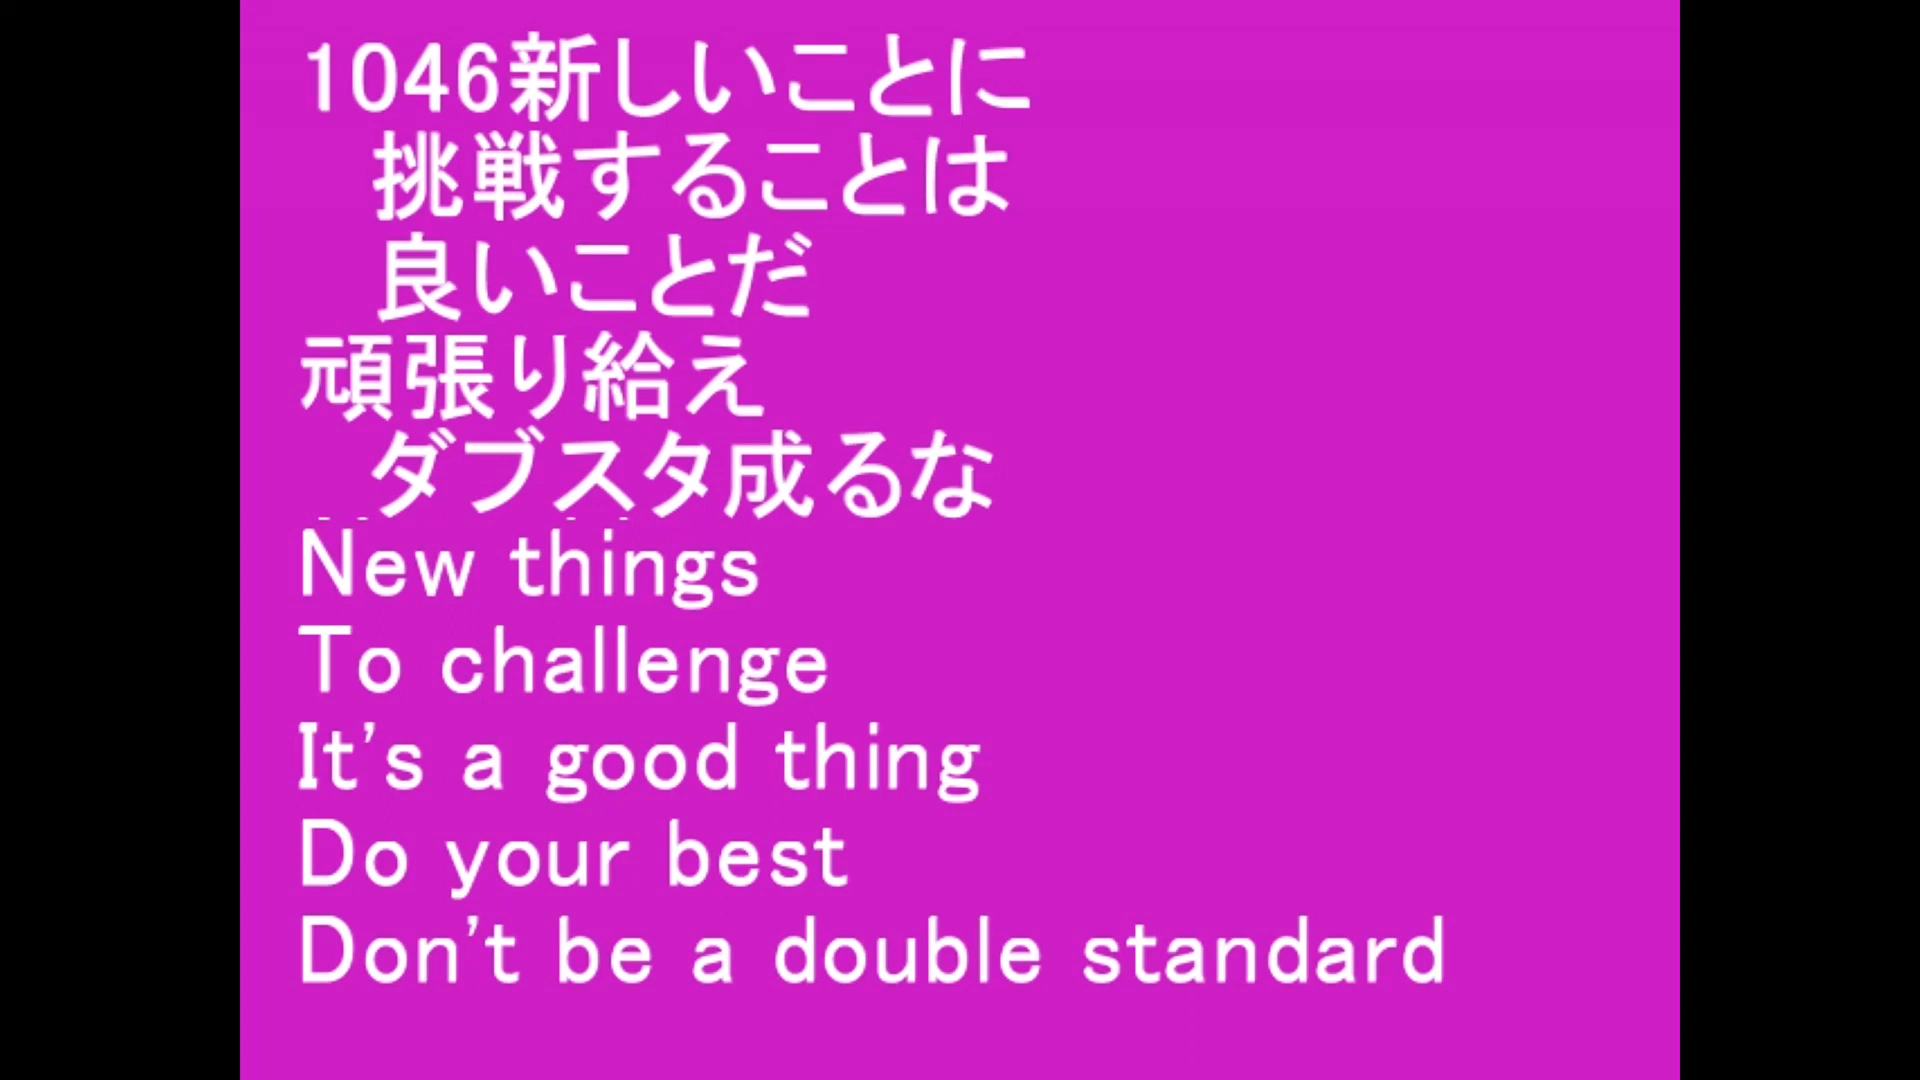 1046新しいことに
挑戦することは
良いことだ
頑張り給え
ダブスタ成るな
New things
To challenge
It's a good thing
Do your best
Don't be a double standard